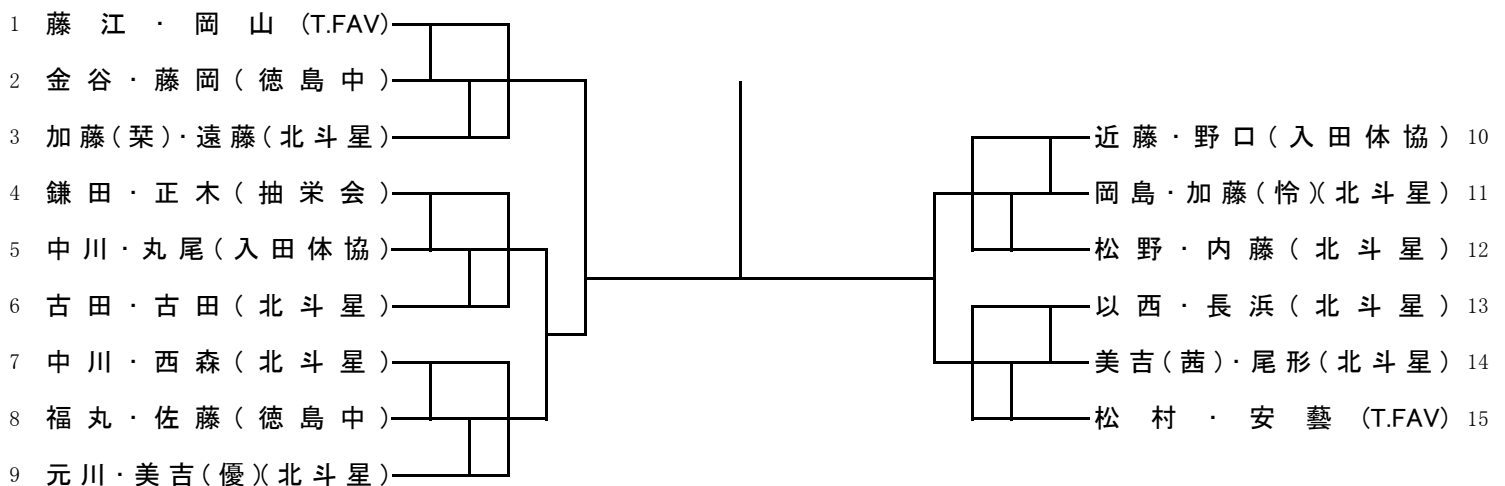 1 藤江・岡山(T.FAV)
2 金谷・藤岡(徳島中)
3 加藤(栞)・遠藤(北斗星)
4 鎌田・正木(抽栄会)
5 中川・丸尾(入田体協)
6 古田・古田(北斗星)
7 中川・西森(北斗星)
8 福丸・佐藤(徳島中)
9 元川・美吉(優)(北斗星)
近藤・野口(入田体協) 10
岡島・加藤(怜)(北斗星) 11
松野・内藤(北斗星) 12
以西・長浜(北斗星) 13
美吉(茜)・尾形(北斗星) 14
松村・安藝(T.FAV) 15